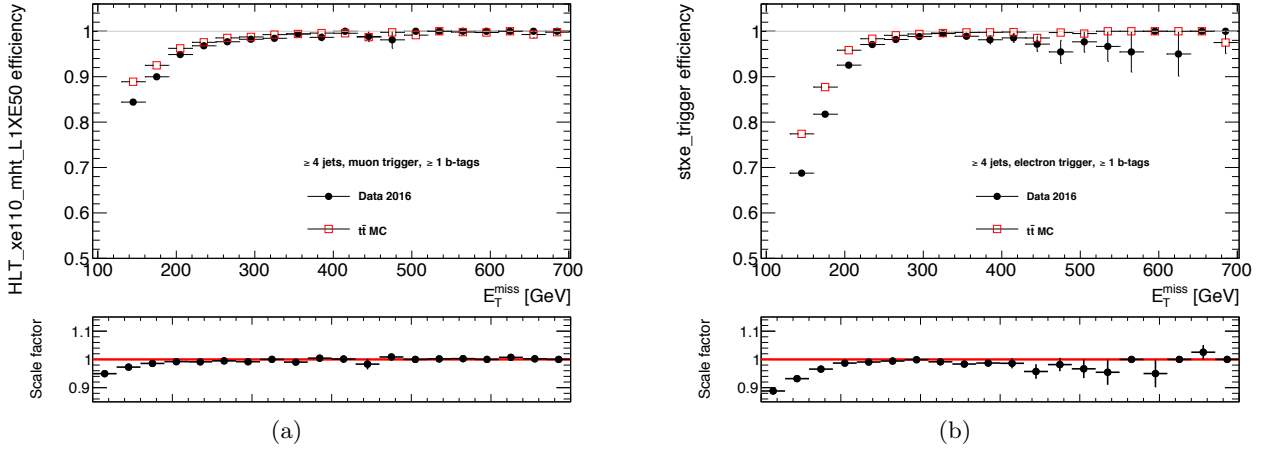 HLT_xe110_mht_L1XE50 efficiency
1
0.9
0.8
0.7
0.6
0.5
≥ 4 jets, muon trigger, ≥ 1 b-tags
Data 2016
tt̄ MC
100 200 300 400 500 600 700
E_T^miss [GeV]
Scale factor
1.1
1
0.9
(a)
stxe_trigger efficiency
1
0.9
0.8
0.7
0.6
0.5
≥ 4 jets, electron trigger, ≥ 1 b-tags
Data 2016
tt̄ MC
100 200 300 400 500 600 700
E_T^miss [GeV]
Scale factor
1.1
1
0.9
(b)